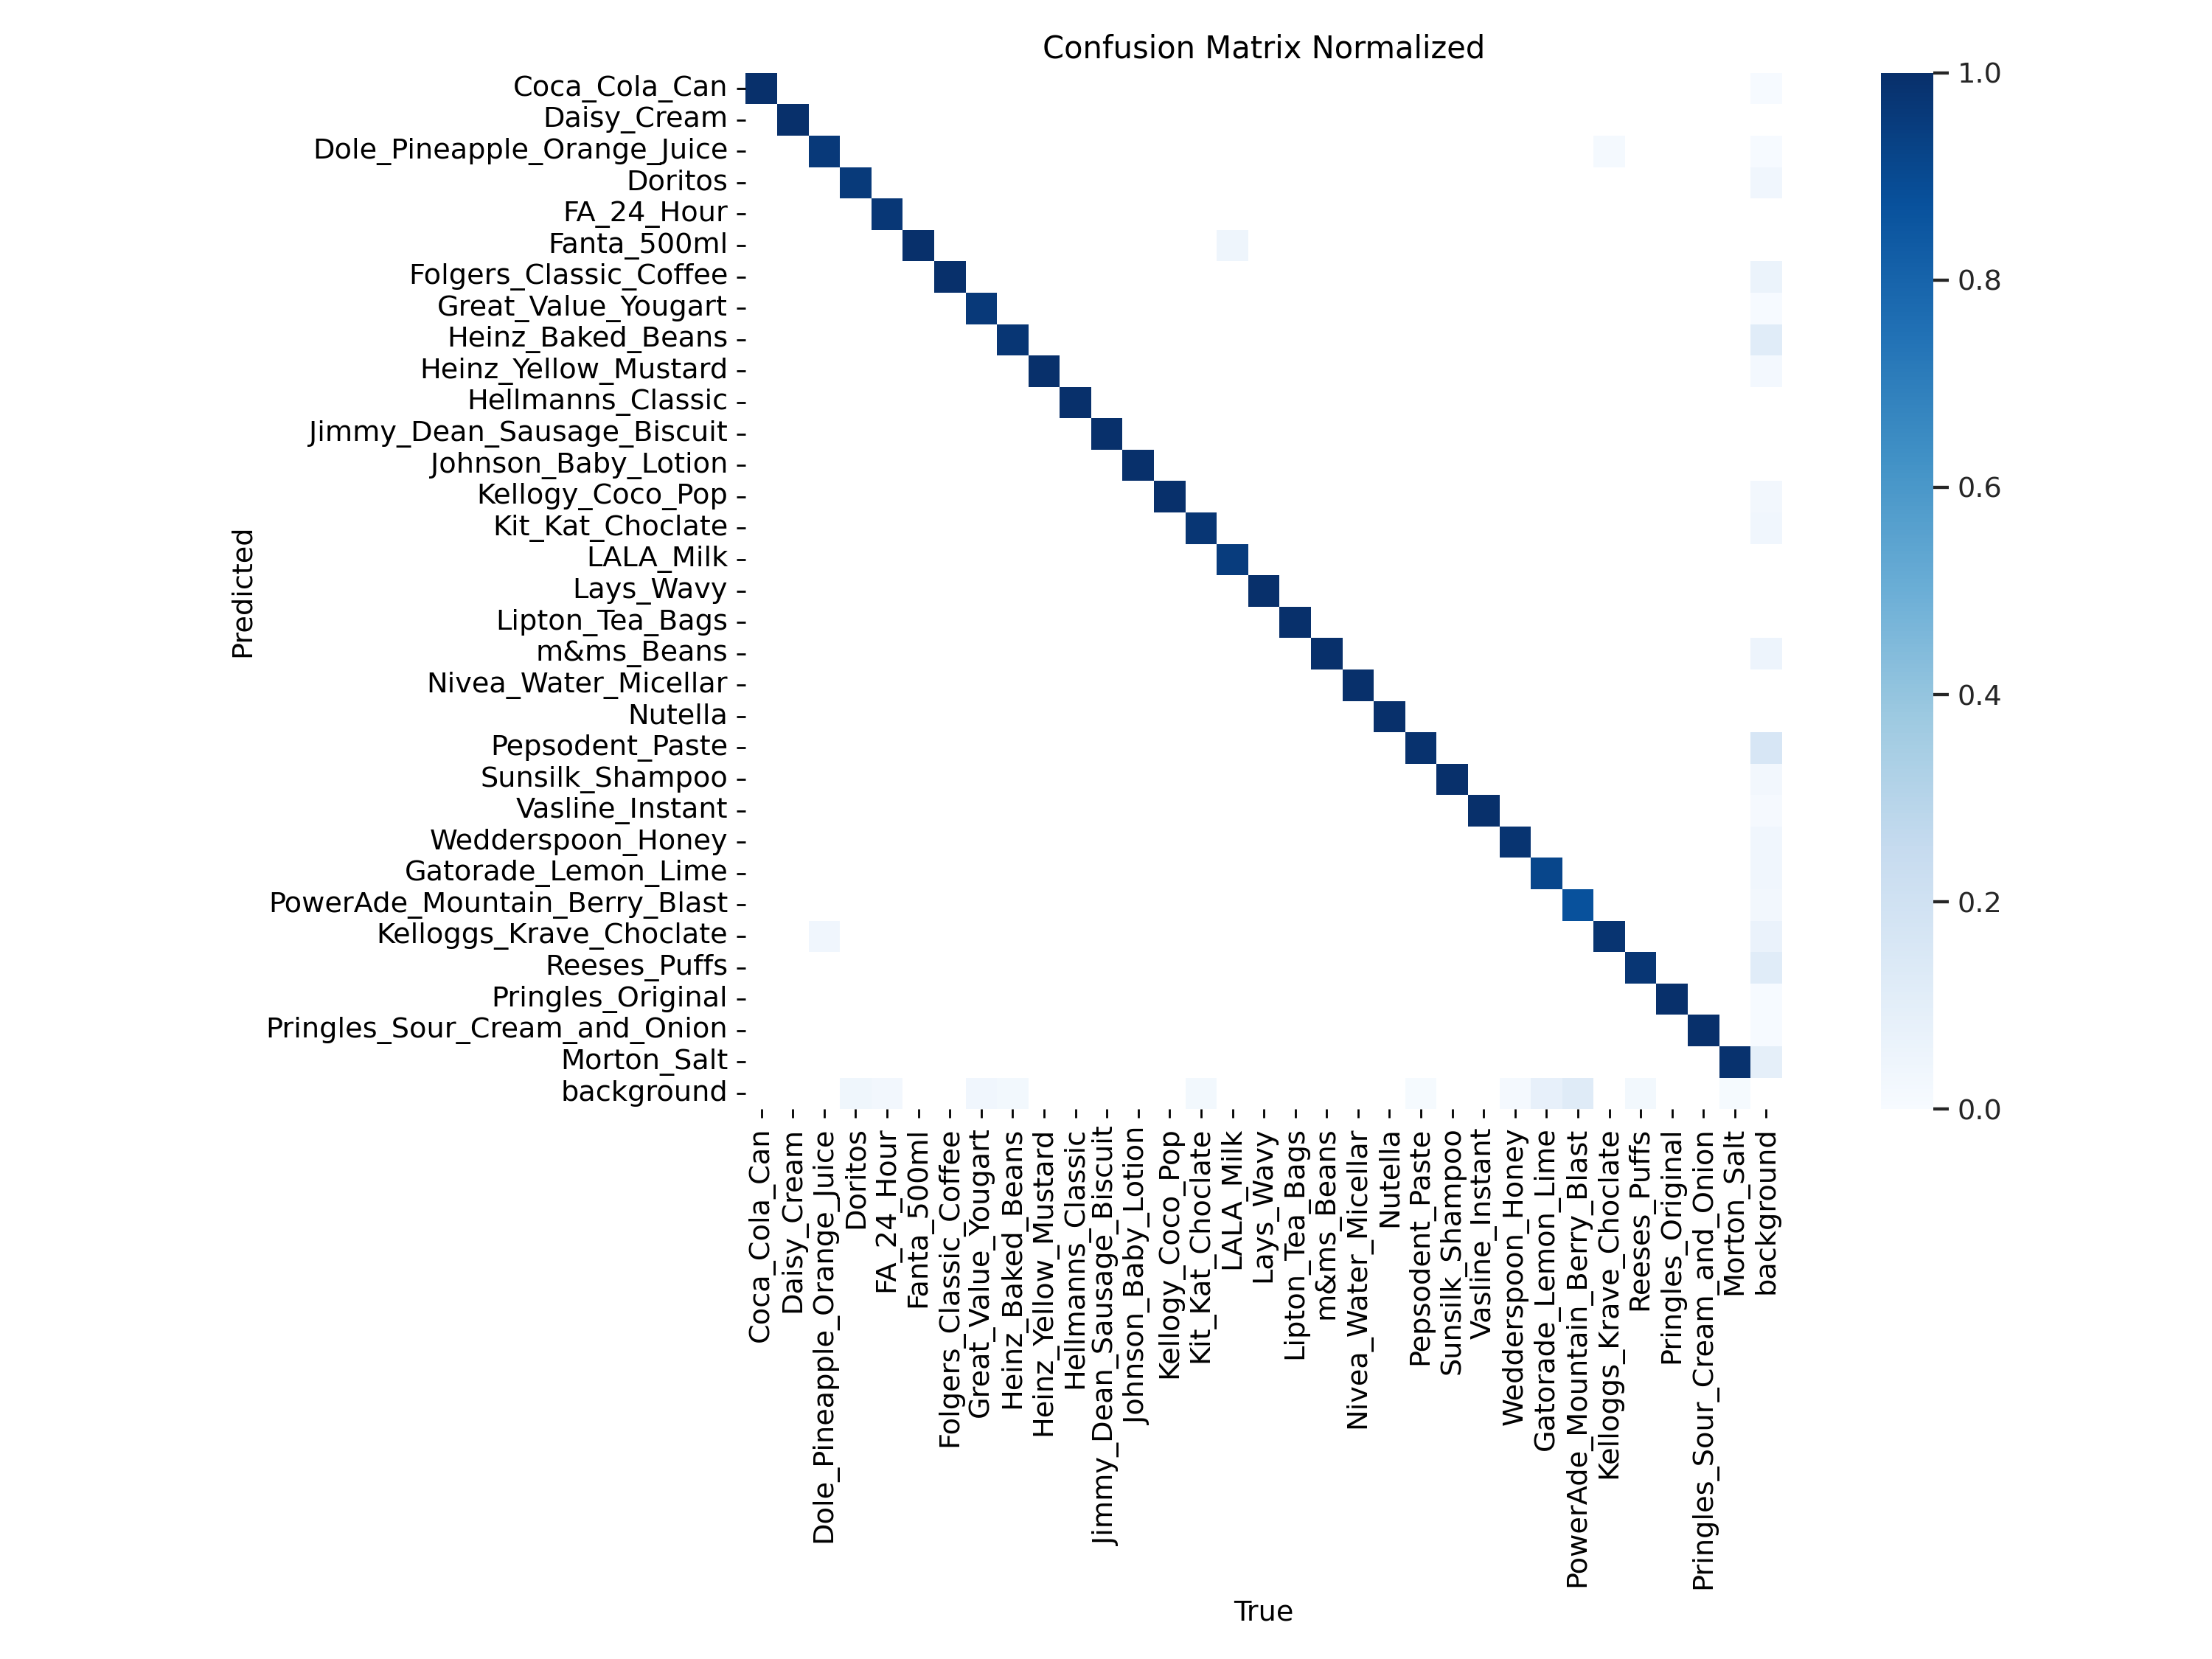 Confusion Matrix Normalized
Predicted
Coca_Cola_Can
Daisy_Cream
Dole_Pineapple_Orange_Juice
Doritos
FA_24_Hour
Fanta_500ml
Folgers_Classic_Coffee
Great_Value_Yougart
Heinz_Baked_Beans
Heinz_Yellow_Mustard
Hellmanns_Classic
Jimmy_Dean_Sausage_Biscuit
Johnson_Baby_Lotion
Kellogy_Coco_Pop
Kit_Kat_Choclate
LALA_Milk
Lays_Wavy
Lipton_Tea_Bags
m&ms_Beans
Nivea_Water_Micellar
Nutella
Pepsodent_Paste
Sunsilk_Shampoo
Vasline_Instant
Wedderspoon_Honey
Gatorade_Lemon_Lime
PowerAde_Mountain_Berry_Blast
Kelloggs_Krave_Choclate
Reeses_Puffs
Pringles_Original
Pringles_Sour_Cream_and_Onion
Morton_Salt
background
Coca_Cola_Can
Daisy_Cream
Dole_Pineapple_Orange_Juice
Doritos
FA_24_Hour
Fanta_500ml
Folgers_Classic_Coffee
Great_Value_Yougart
Heinz_Baked_Beans
Heinz_Yellow_Mustard
Hellmanns_Classic
Jimmy_Dean_Sausage_Biscuit
Johnson_Baby_Lotion
Kellogy_Coco_Pop
Kit_Kat_Choclate
LALA_Milk
Lays_Wavy
Lipton_Tea_Bags
m&ms_Beans
Nivea_Water_Micellar
Nutella
Pepsodent_Paste
Sunsilk_Shampoo
Vasline_Instant
Wedderspoon_Honey
Gatorade_Lemon_Lime
PowerAde_Mountain_Berry_Blast
Kelloggs_Krave_Choclate
Reeses_Puffs
Pringles_Original
Pringles_Sour_Cream_and_Onion
Morton_Salt
background
True
1.0
0.8
0.6
0.4
0.2
0.0